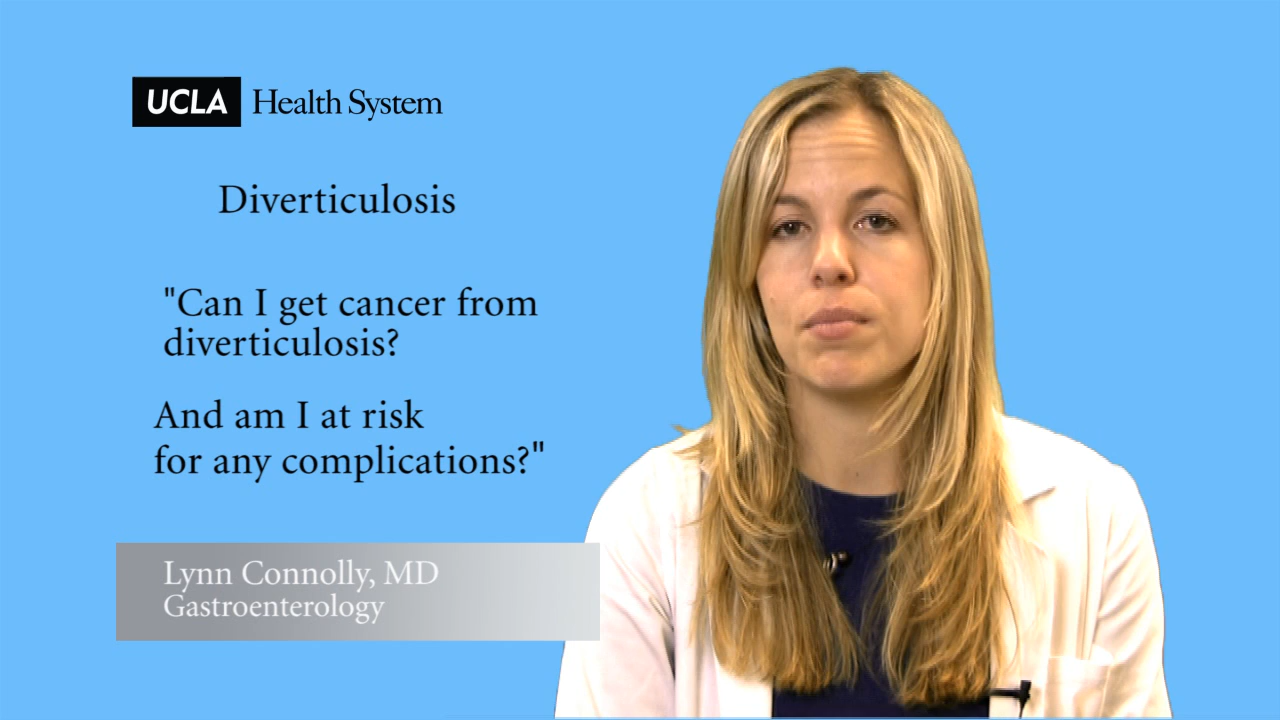 UCLA Health System
Diverticulosis
"Can I get cancer from
diverticulosis?
And am I at risk
for any complications?"
Lynn Connolly, MD
Gastroenterology